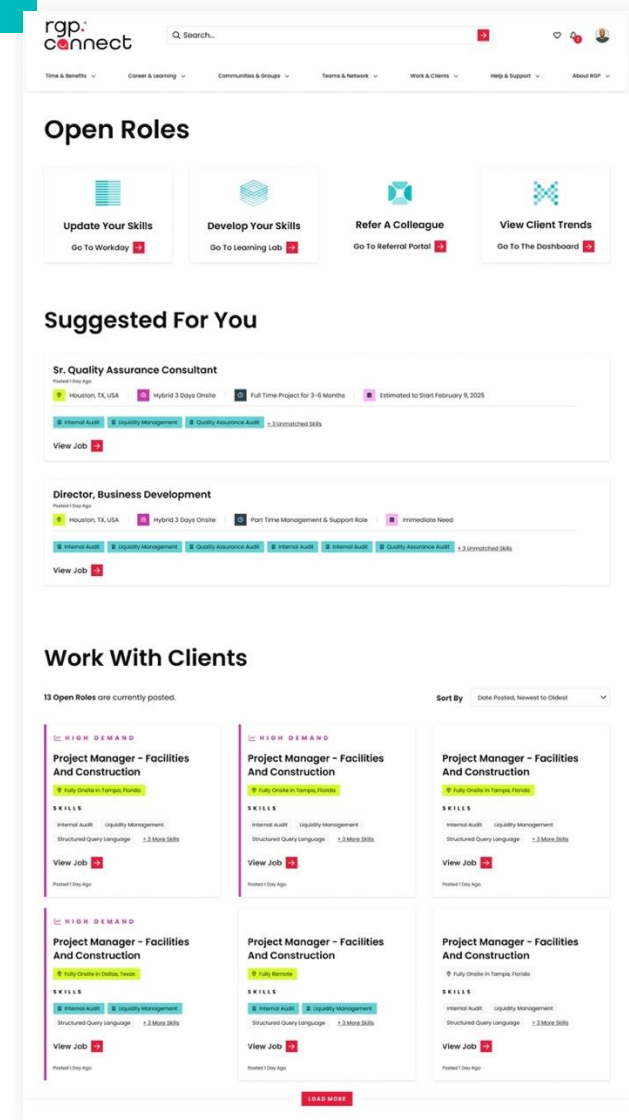 rgp.
connect
Search...
3
Time & Benefits
Career & Learning
Communities & Groups
Teams & Network
Work & Clients
Help & Support
About RGP
Open Roles
Update Your Skills
Go To Workday
Develop Your Skills
Go To Learning Lab
Refer A Colleague
Go To Referral Portal
View Client Trends
Go To The Dashboard
Suggested For You
Sr. Quality Assurance Consultant
Posted 1 Day Ago
Houston, TX, USA Hybrid 3 Days Onsite Full Time Project for 3-6 Months Estimated to Start February 9, 2025
Internal Audit Liquidity Management Quality Assurance Audit + 3 Unmatched Skills
View Job
Director, Business Development
Posted 1 Day Ago
Houston, TX, USA Hybrid 3 Days Onsite Part Time Management & Support Role Immediate Need
Internal Audit Liquidity Management Quality Assurance Audit Internal Audit Internal Audit Quality Assurance Audit + 3 Unmatched Skills
View Job
Work With Clients
13 Open Roles are currently posted.
Sort By Date Posted, Newest to Oldest
HIGH DEMAND
Project Manager - Facilities
And Construction
Fully Onsite in Tampa, Florida
SKILLS
Internal Audit Liquidity Management
Structured Query Language + 3 More Skills
View Job
Posted 1 Day Ago
HIGH DEMAND
Project Manager - Facilities
And Construction
Fully Onsite in Tampa, Florida
SKILLS
Internal Audit Liquidity Management
Structured Query Language + 3 More Skills
View Job
Posted 1 Day Ago
Project Manager - Facilities
And Construction
Fully Onsite in Tampa, Florida
SKILLS
Internal Audit Liquidity Management
Structured Query Language + 3 More Skills
View Job
Posted 1 Day Ago
HIGH DEMAND
Project Manager - Facilities
And Construction
Fully Onsite in Dallas, Texas
SKILLS
Internal Audit Liquidity Management
Structured Query Language + 3 More Skills
View Job
Posted 1 Day Ago
Project Manager - Facilities
And Construction
Fully Remote
SKILLS
Internal Audit Liquidity Management
Structured Query Language + 3 More Skills
View Job
Posted 1 Day Ago
Project Manager - Facilities
And Construction
Fully Onsite in Tampa, Florida
SKILLS
Internal Audit Liquidity Management
Structured Query Language + 3 More Skills
View Job
Posted 1 Day Ago
LOAD MORE